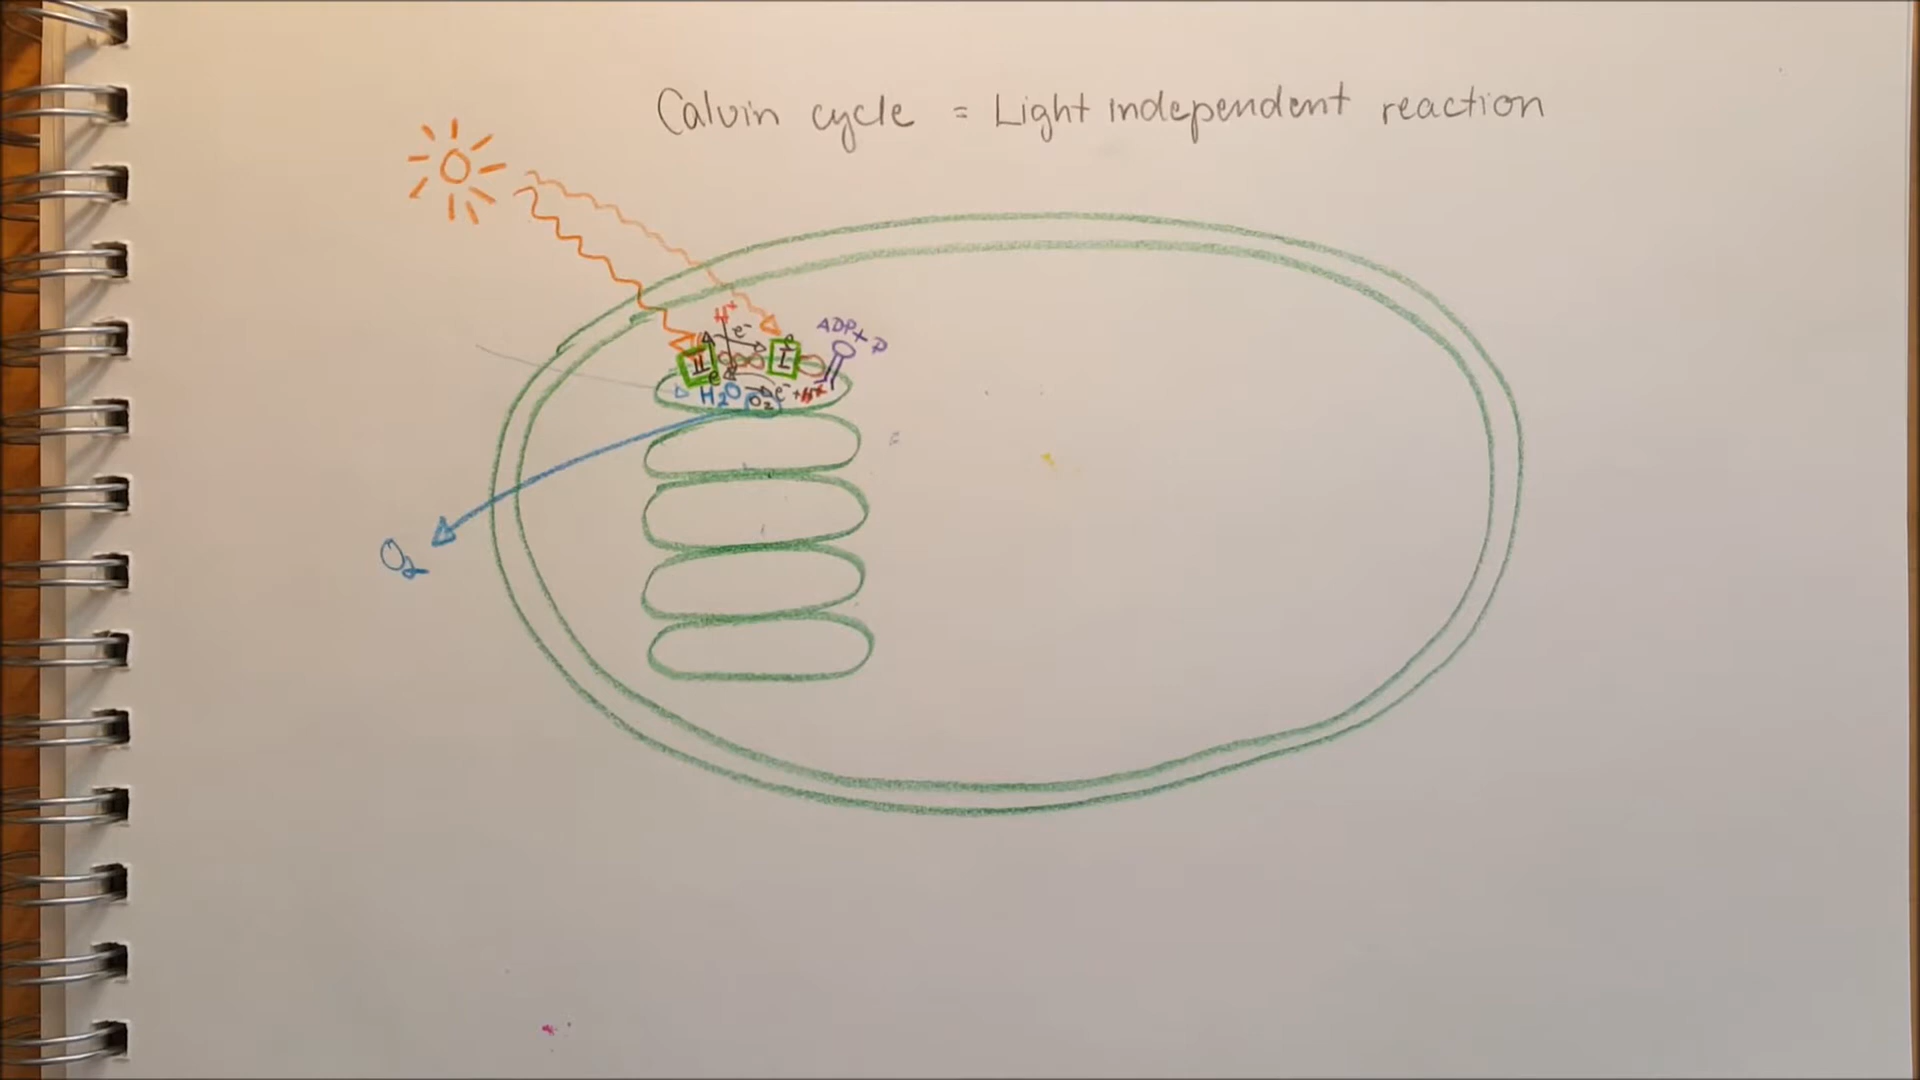 Calvin cycle = Light independent reaction
H+
e-
ADP + P
II
I
e
H2O
O2
e-
O2